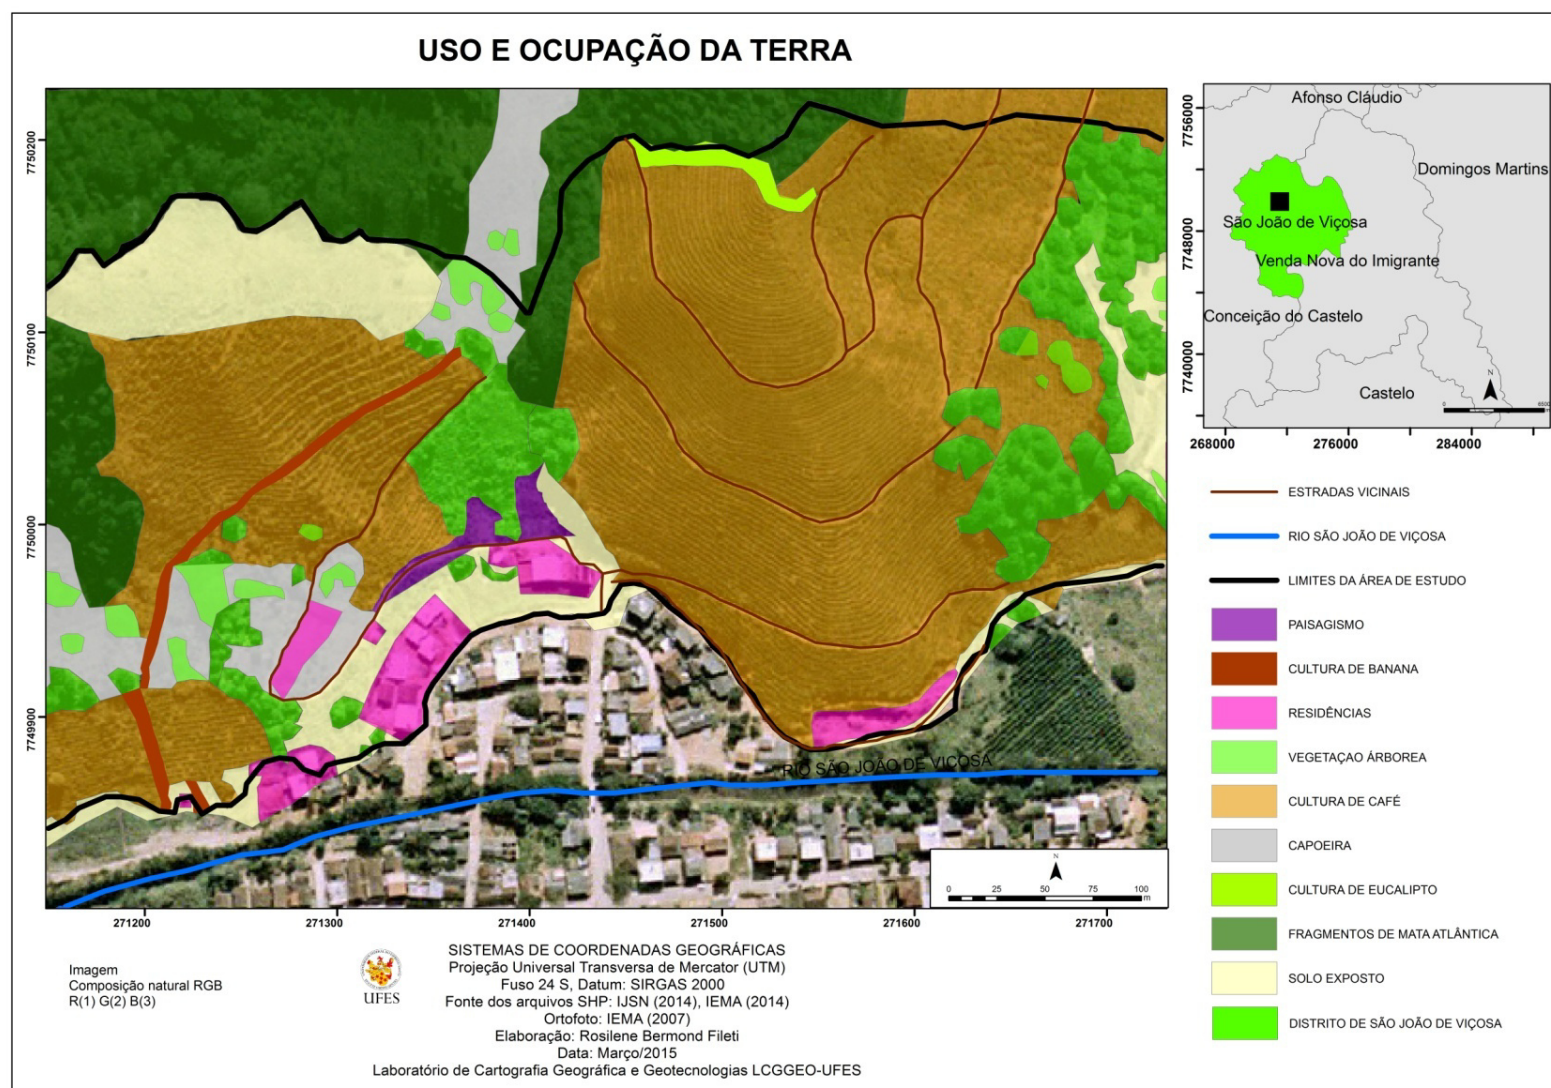 USO E OCUPAÇÃO DA TERRA
7750200
7750100
7750000
7749900
271200
271300
271400
271500
271600
271700
RIO SÃO JOÃO DE VIÇOSA
N
0 25 50 75 100
m
Afonso Cláudio
Domingos Martins
São João de Viçosa
Venda Nova do Imigrante
Conceição do Castelo
Castelo
N
7756000
7748000
7740000
268000
276000
284000
ESTRADAS VICINAIS
RIO SÃO JOÃO DE VIÇOSA
LIMITES DA ÁREA DE ESTUDO
PAISAGISMO
CULTURA DE BANANA
RESIDÊNCIAS
VEGETAÇAO ÁRBOREA
CULTURA DE CAFÉ
CAPOEIRA
CULTURA DE EUCALIPTO
FRAGMENTOS DE MATA ATLÂNTICA
SOLO EXPOSTO
DISTRITO DE SÃO JOÃO DE VIÇOSA
Imagem
Composição natural RGB
R(1) G(2) B(3)
UFES
SISTEMAS DE COORDENADAS GEOGRÁFICAS
Projeção Universal Transversa de Mercator (UTM)
Fuso 24 S, Datum: SIRGAS 2000
Fonte dos arquivos SHP: IJSN (2014), IEMA (2014)
Ortofoto: IEMA (2007)
Elaboração: Rosilene Bermond Fileti
Data: Março/2015
Laboratório de Cartografia Geográfica e Geotecnologias LCGGEO-UFES